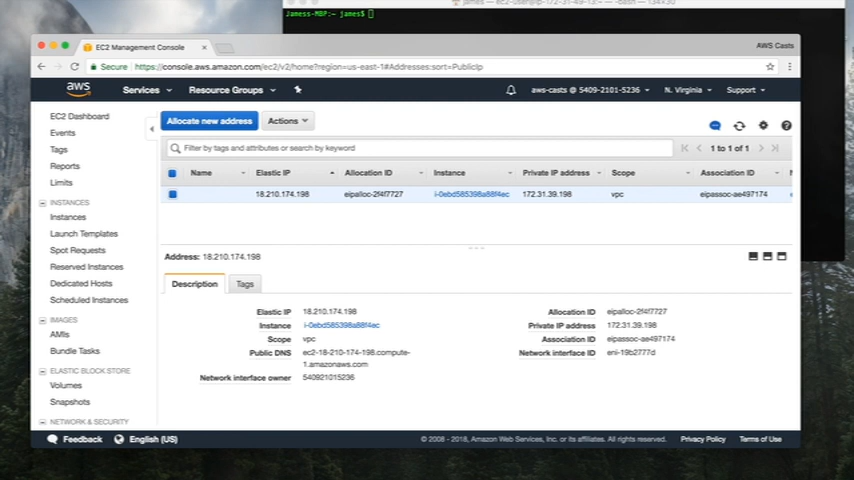 Jamess-MBP:~ james$
EC2 Management Console
AWS Casts
Secure
https://console.aws.amazon.com/ec2/v2/home?region=us-east-1#Addresses:sort=PublicIp
aws
Services
Resource Groups
aws-casts @ 5409-2101-5236
N. Virginia
Support
EC2 Dashboard
Events
Tags
Reports
Limits
INSTANCES
Instances
Launch Templates
Spot Requests
Reserved Instances
Dedicated Hosts
Scheduled Instances
IMAGES
AMIs
Bundle Tasks
ELASTIC BLOCK STORE
Volumes
Snapshots
NETWORK & SECURITY
Allocate new address
Actions
Filter by tags and attributes or search by keyword
1 to 1 of 1
Name Elastic IP Allocation ID Instance Private IP address Scope Association ID
18.210.174.198 eipalloc-2f4f7727 i-0ebd585398a88f4ec 172.31.39.198 vpc eipassoc-ae497174
Address: 18.210.174.198
Description Tags
Elastic IP 18.210.174.198
Instance i-0ebd585398a88f4ec
Scope vpc
Public DNS ec2-18-210-174-198.compute-
1.amazonaws.com
Network interface owner 540921015236
Allocation ID eipalloc-2f4f7727
Private IP address 172.31.39.198
Association ID eipassoc-ae497174
Network interface ID eni-19b2777d
Feedback English (US)
© 2008 - 2018, Amazon Web Services, Inc. or its affiliates. All rights reserved. Privacy Policy Terms of Use